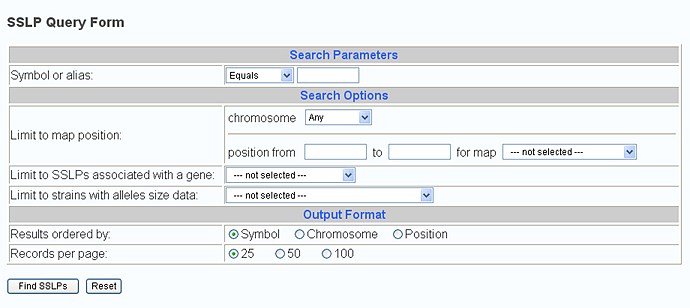 SSLP Query Form
Search Parameters
Symbol or alias: Equals
Search Options
Limit to map position:
chromosome Any
position from to for map --- not selected ---
Limit to SSLPs associated with a gene: --- not selected ---
Limit to strains with alleles size data: --- not selected ---
Output Format
Results ordered by: Symbol Chromosome Position
Records per page: 25 50 100
Find SSLPs Reset